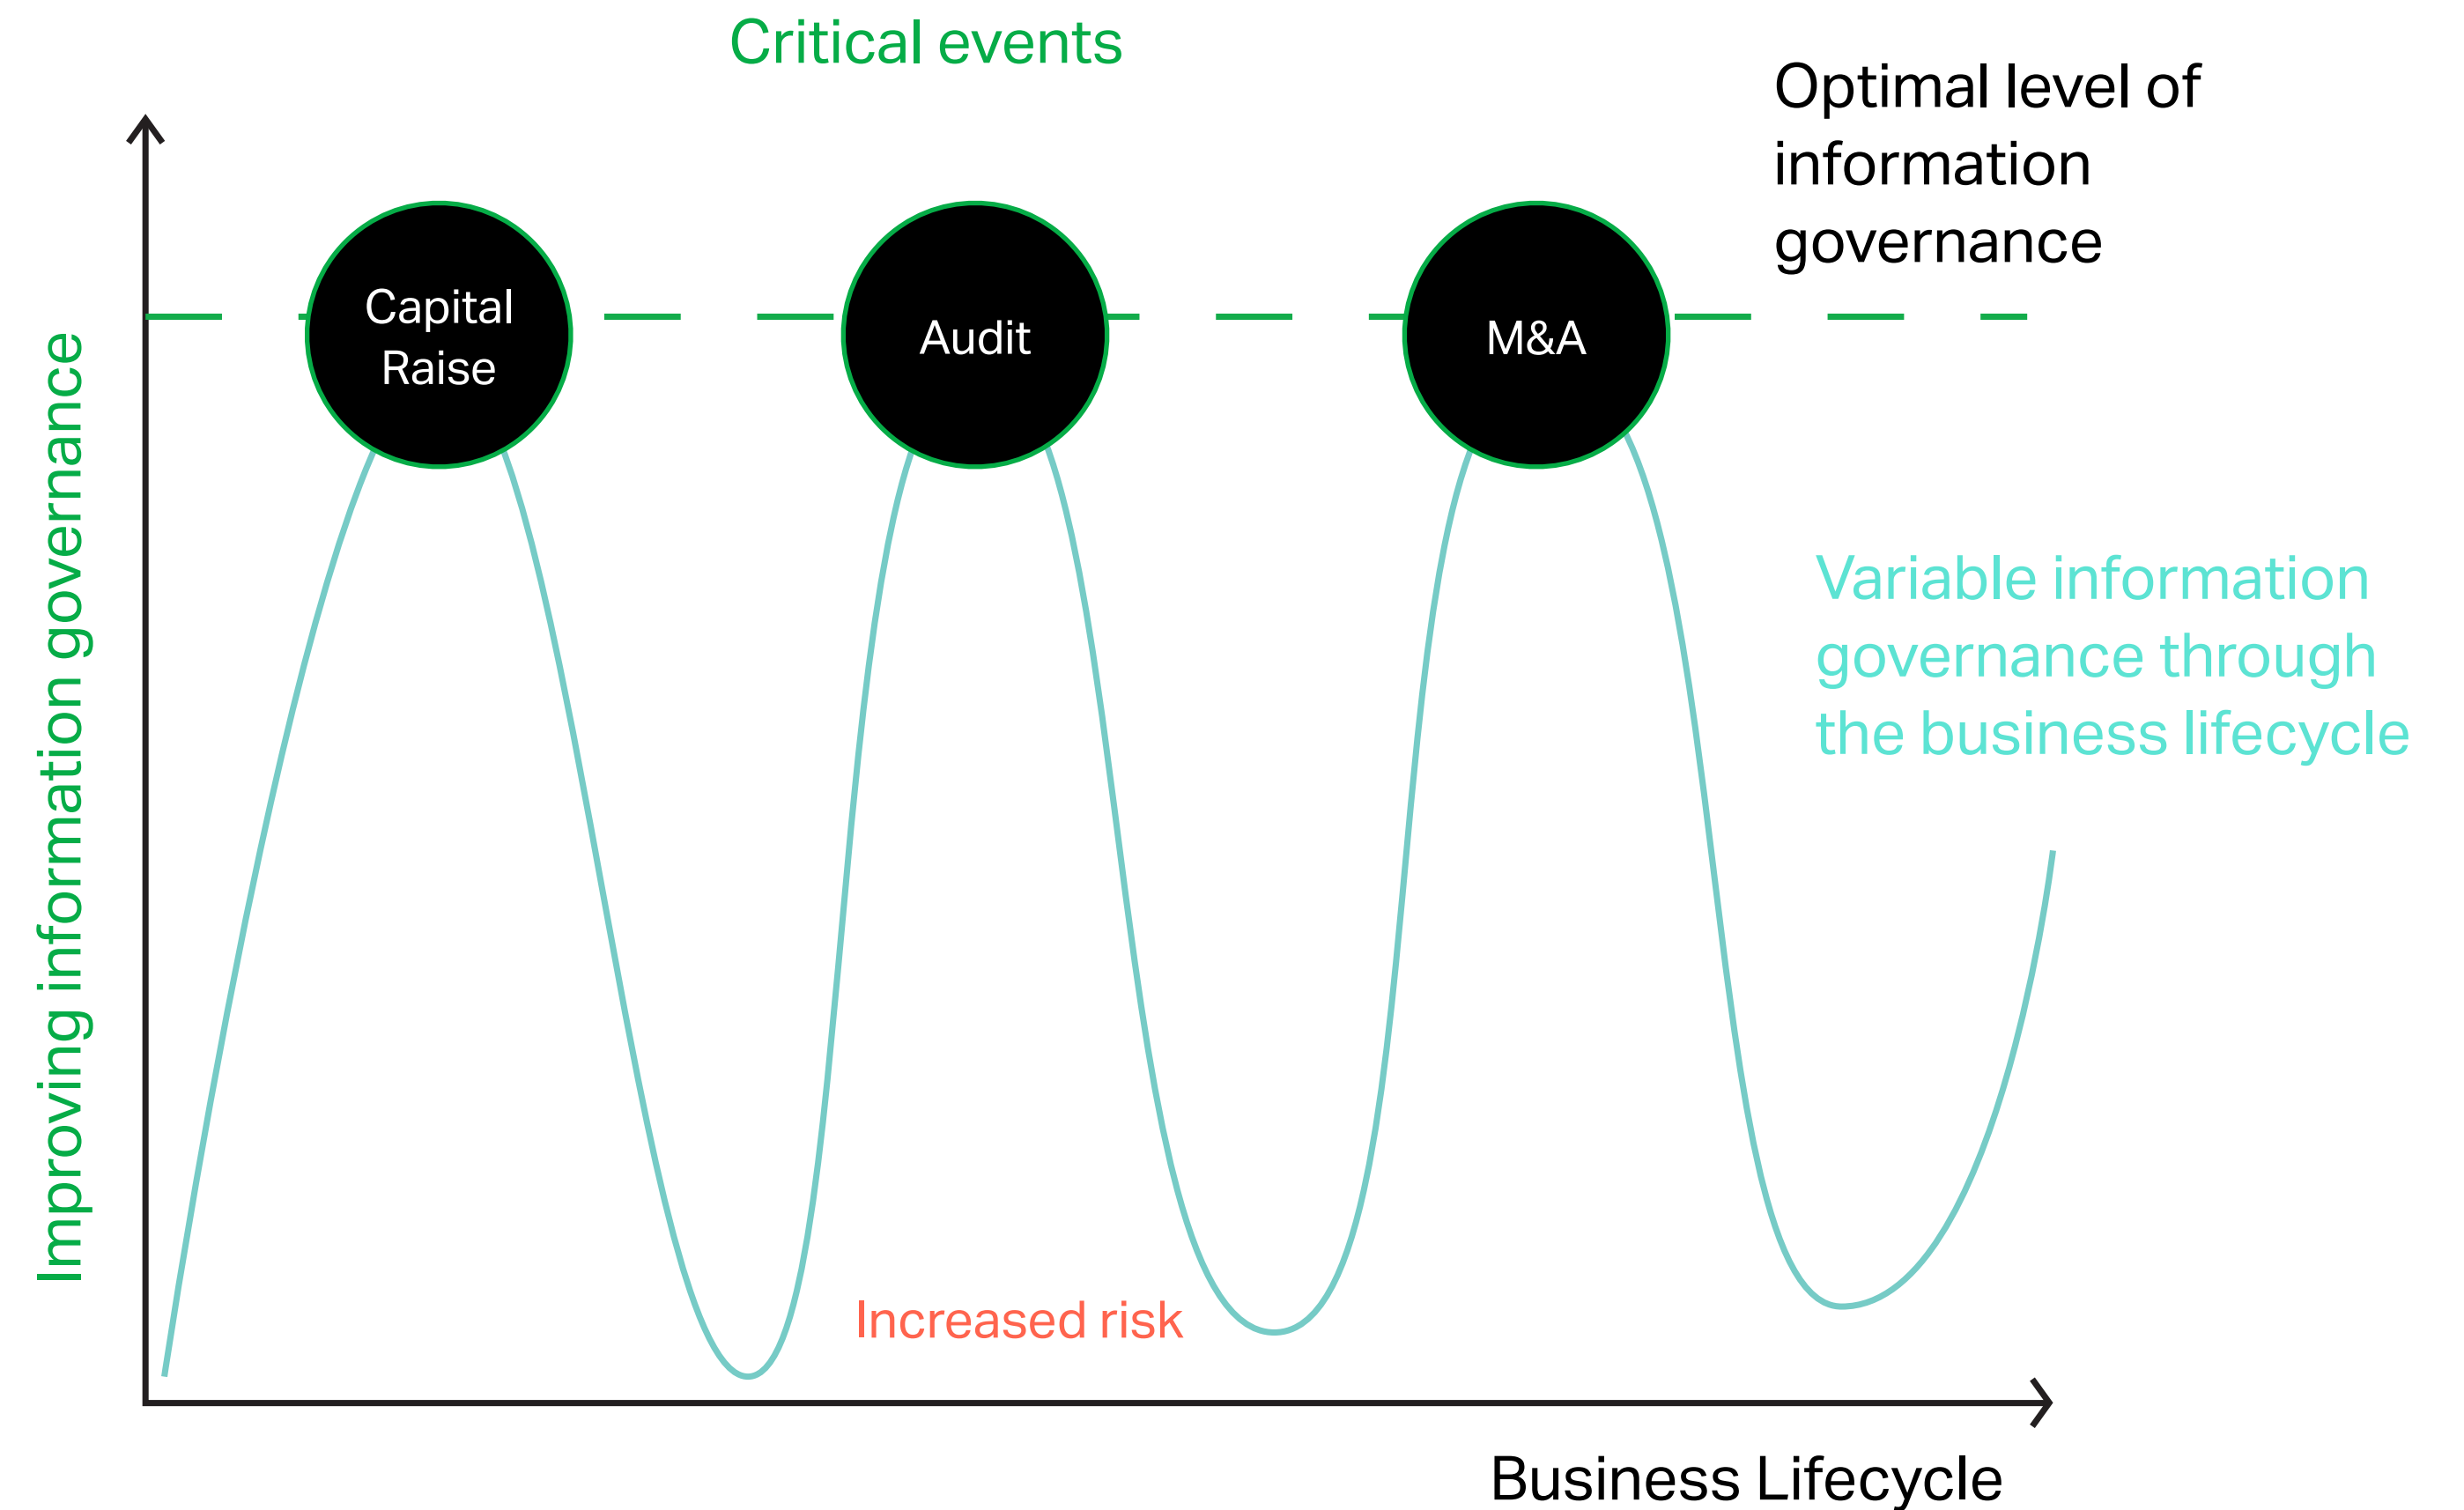 Critical events
Optimal level of
information
governance
Capital
Raise
Audit
M&A
Improving information governance
Variable information
governance through
the business lifecycle
Increased risk
Business Lifecycle